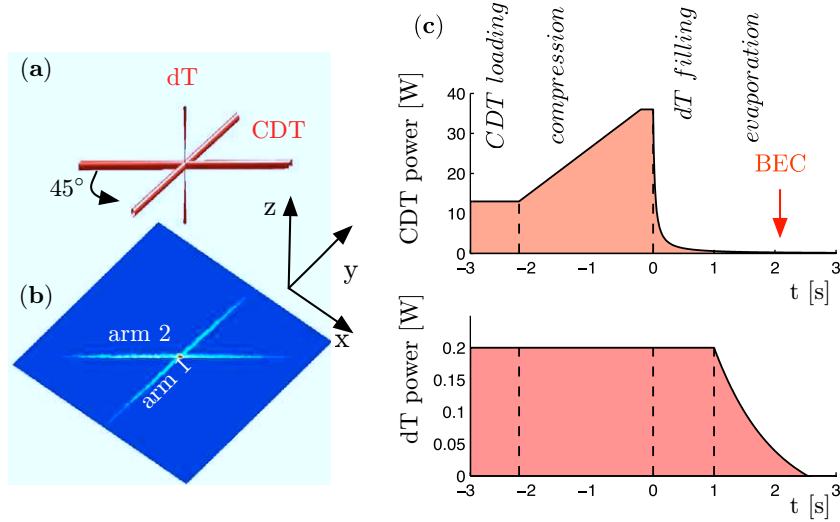 (a)
dT
CDT
45°
z
y
x
(b)
arm 2
arm 1
(c)
CDT loading
compression
dT filling
evaporation
CDT power [W]
40
30
20
10
0
BEC
−3 −2 −1 0 1 2 3
t [s]
dT power [W]
0.2
0.15
0.1
0.05
0
−3 −2 −1 0 1 2 3
t [s]